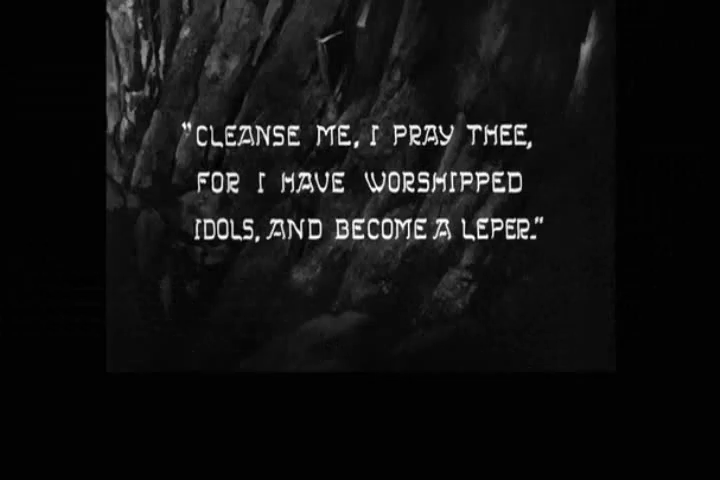 "CLEANSE ME, I PRAY THEE,
FOR I HAVE WORSHIPPED
IDOLS, AND BECOME A LEPER."